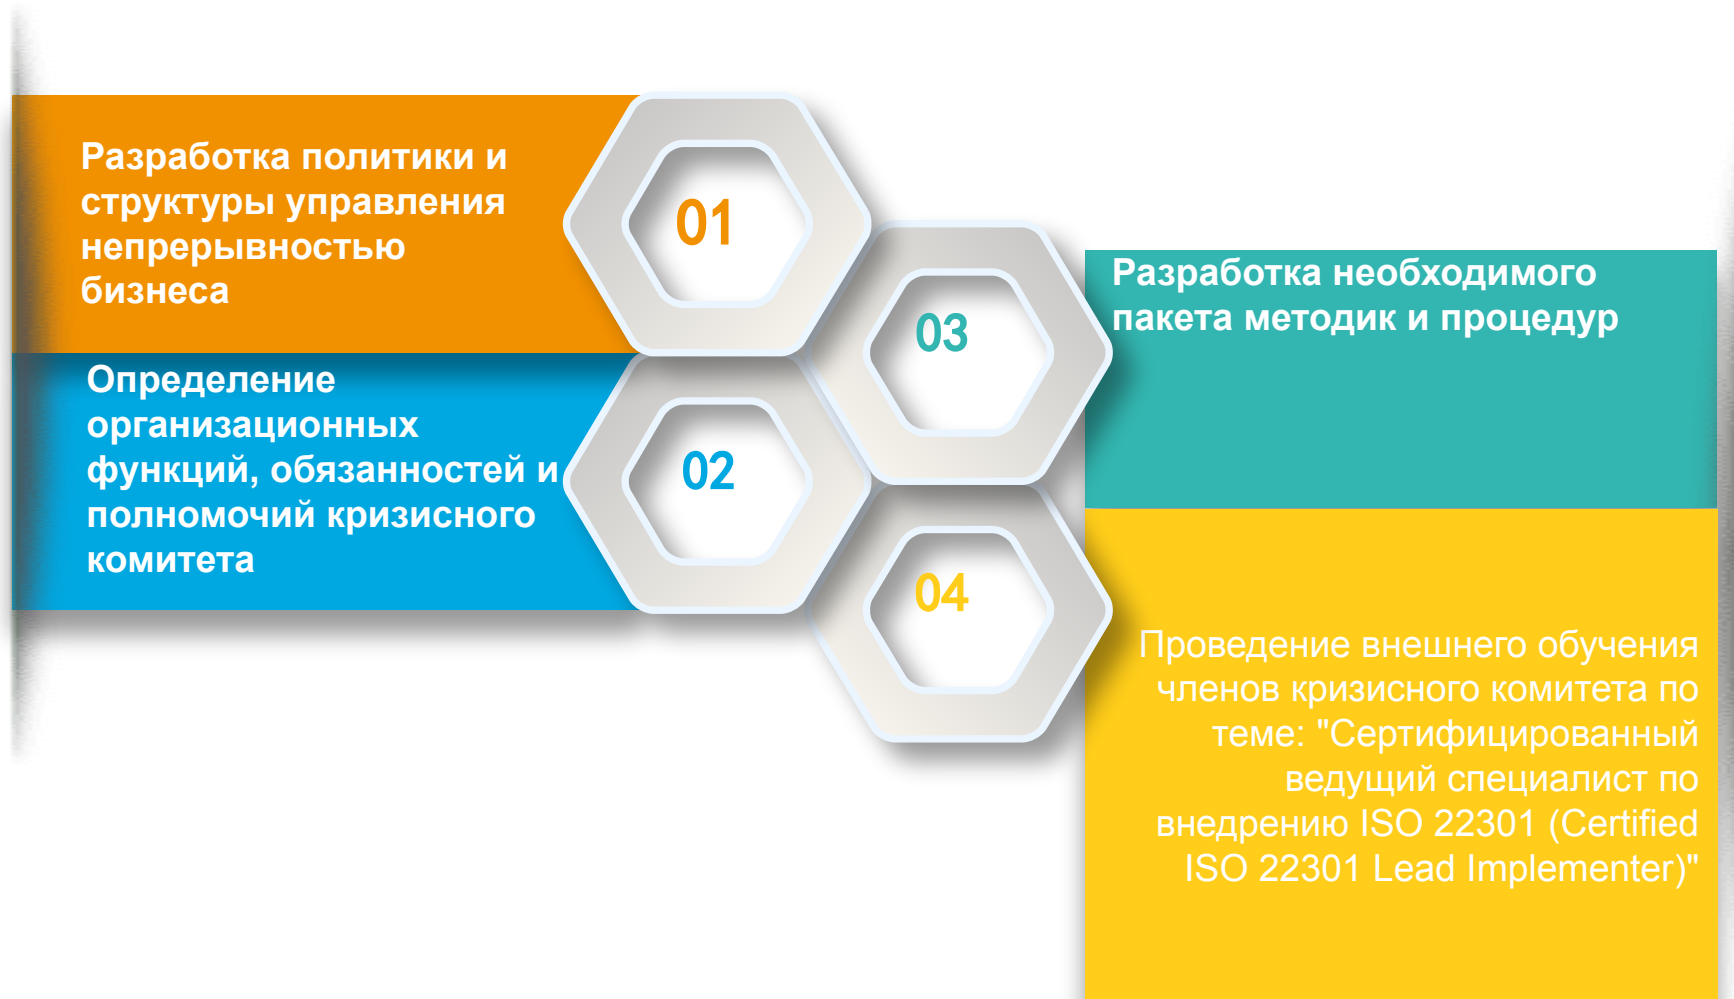 01
Разработка политики и
структуры управления
непрерывностью
бизнеса
02
Определение
организационных
функций, обязанностей и
полномочий кризисного
комитета
03
Разработка необходимого
пакета методик и процедур
04
Проведение внешнего обучения
членов кризисного комитета по
теме: "Сертифицированный
ведущий специалист по
внедрению ISO 22301 (Certified
ISO 22301 Lead Implementer)"